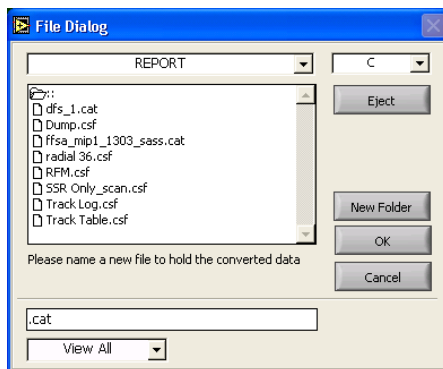 File Dialog
REPORT
C
::
dfs_1.cat
Dump.csf
ffsa_mip1_1303_sass.cat
radial 36.csf
RFM.csf
SSR Only_scan.csf
Track Log.csf
Track Table.csf
Eject
New Folder
OK
Please name a new file to hold the converted data
Cancel
.cat
View All